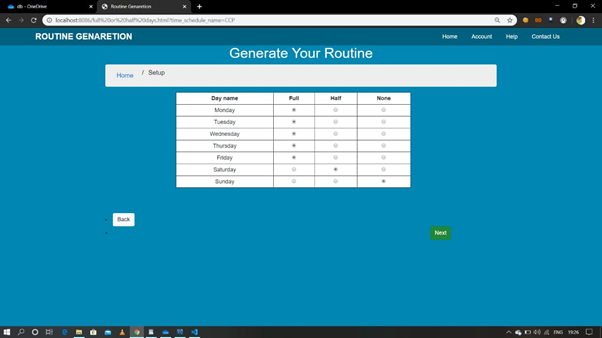 db - OneDrive
Routine Genaretion
localhost:8086/full%20or%20half%20days.html?time_schedule_name=CCP
ROUTINE GENARETION
Home Account Help Contact Us
Generate Your Routine
Home / Setup
Day name Full Half None
Monday
Tuesday
Wednesday
Thursday
Friday
Saturday
Sunday
Back
Next
ENG 19:26